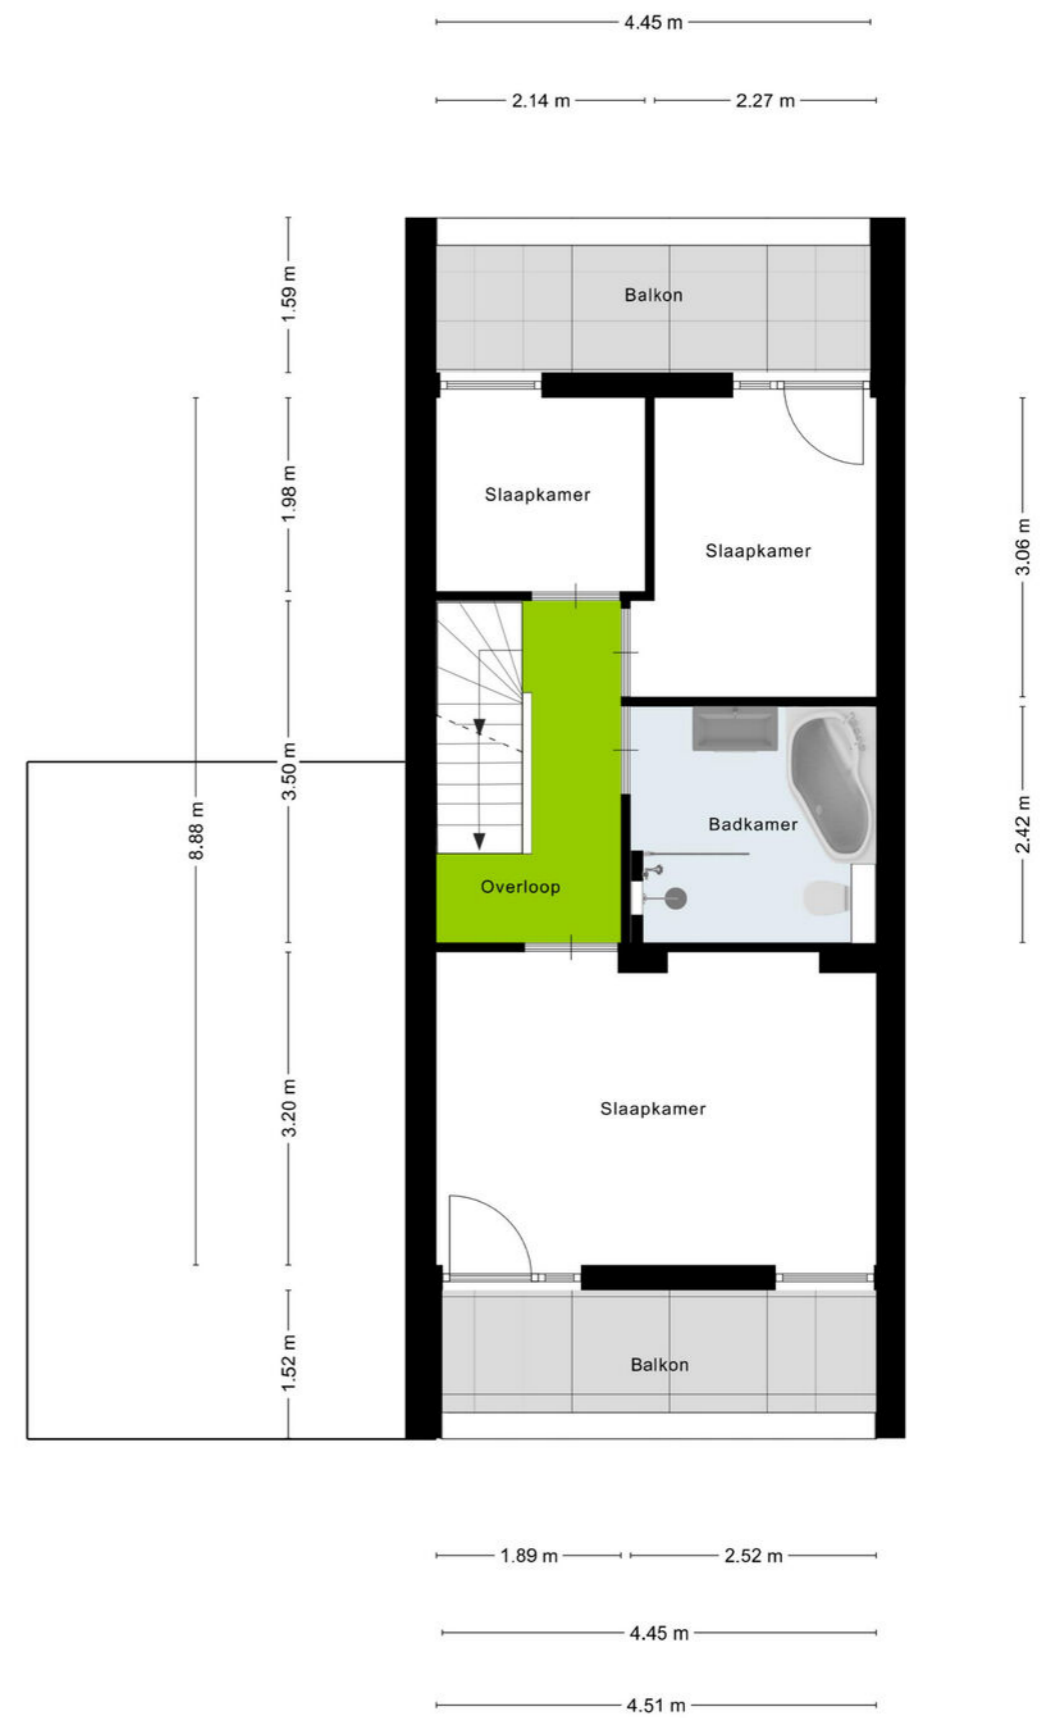 4.45 m
2.14 m
2.27 m
1.59 m
Balkon
1.98 m
Slaapkamer
Slaapkamer
3.06 m
3.50 m
8.88 m
Badkamer
2.42 m
Overloop
3.20 m
Slaapkamer
1.52 m
Balkon
1.89 m
2.52 m
4.45 m
4.51 m